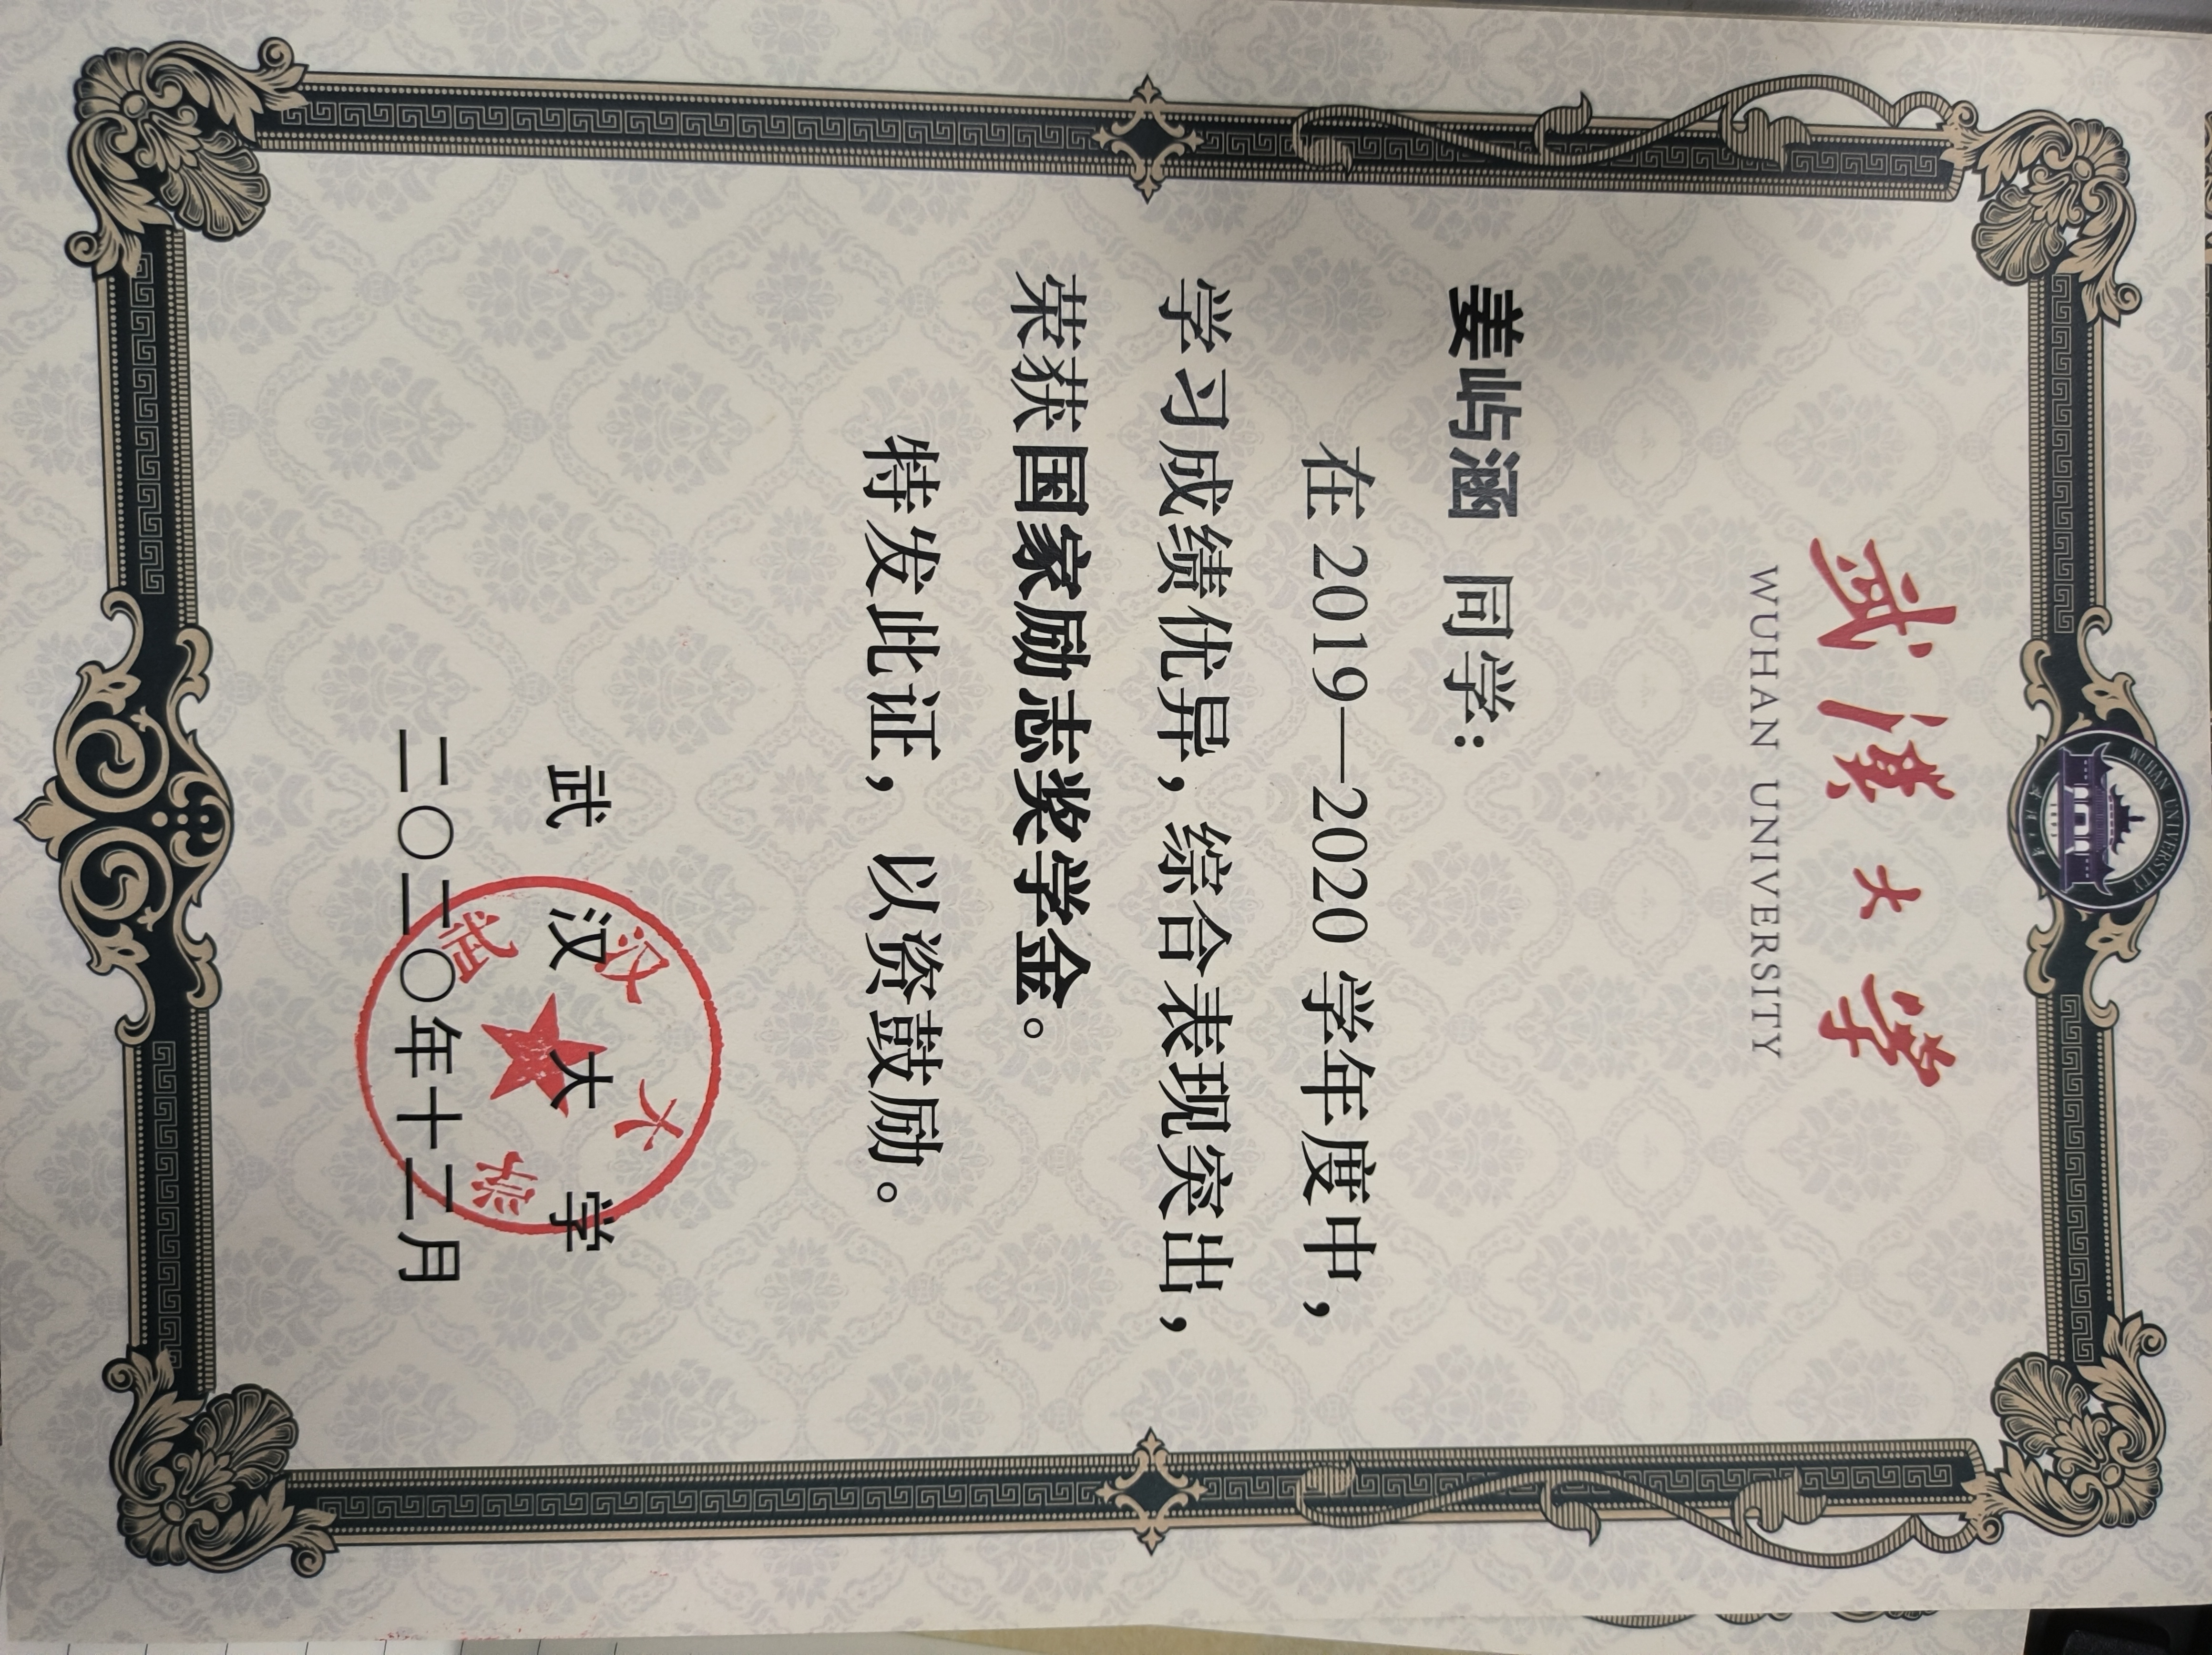 WUHAN UNIVERSITY
武漢大學
WUHAN UNIVERSITY
姜屿涵 同学:
在 2019—2020 学年度中,
学习成绩优异, 综合表现突出,
荣获国家励志奖学金。
特发此证, 以资鼓励。
武汉大学
武汉大学
二〇二〇年十二月